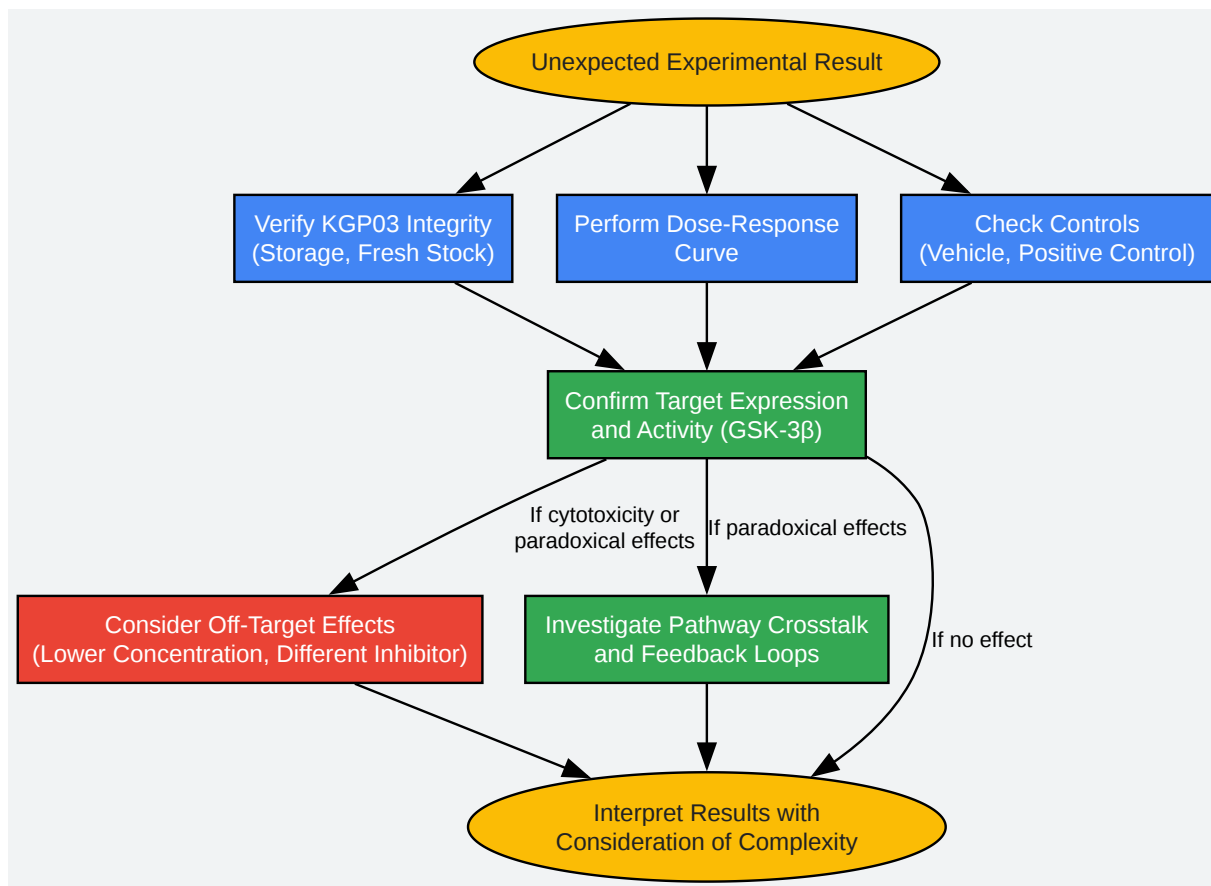 Unexpected Experimental Result
Verify KGP03 Integrity
(Storage, Fresh Stock)
Perform Dose-Response
Curve
Check Controls
(Vehicle, Positive Control)
Confirm Target Expression
and Activity (GSK-3β)
If cytotoxicity or
paradoxical effects
If paradoxical effects
If no effect
Consider Off-Target Effects
(Lower Concentration, Different Inhibitor)
Investigate Pathway Crosstalk
and Feedback Loops
Interpret Results with
Consideration of Complexity